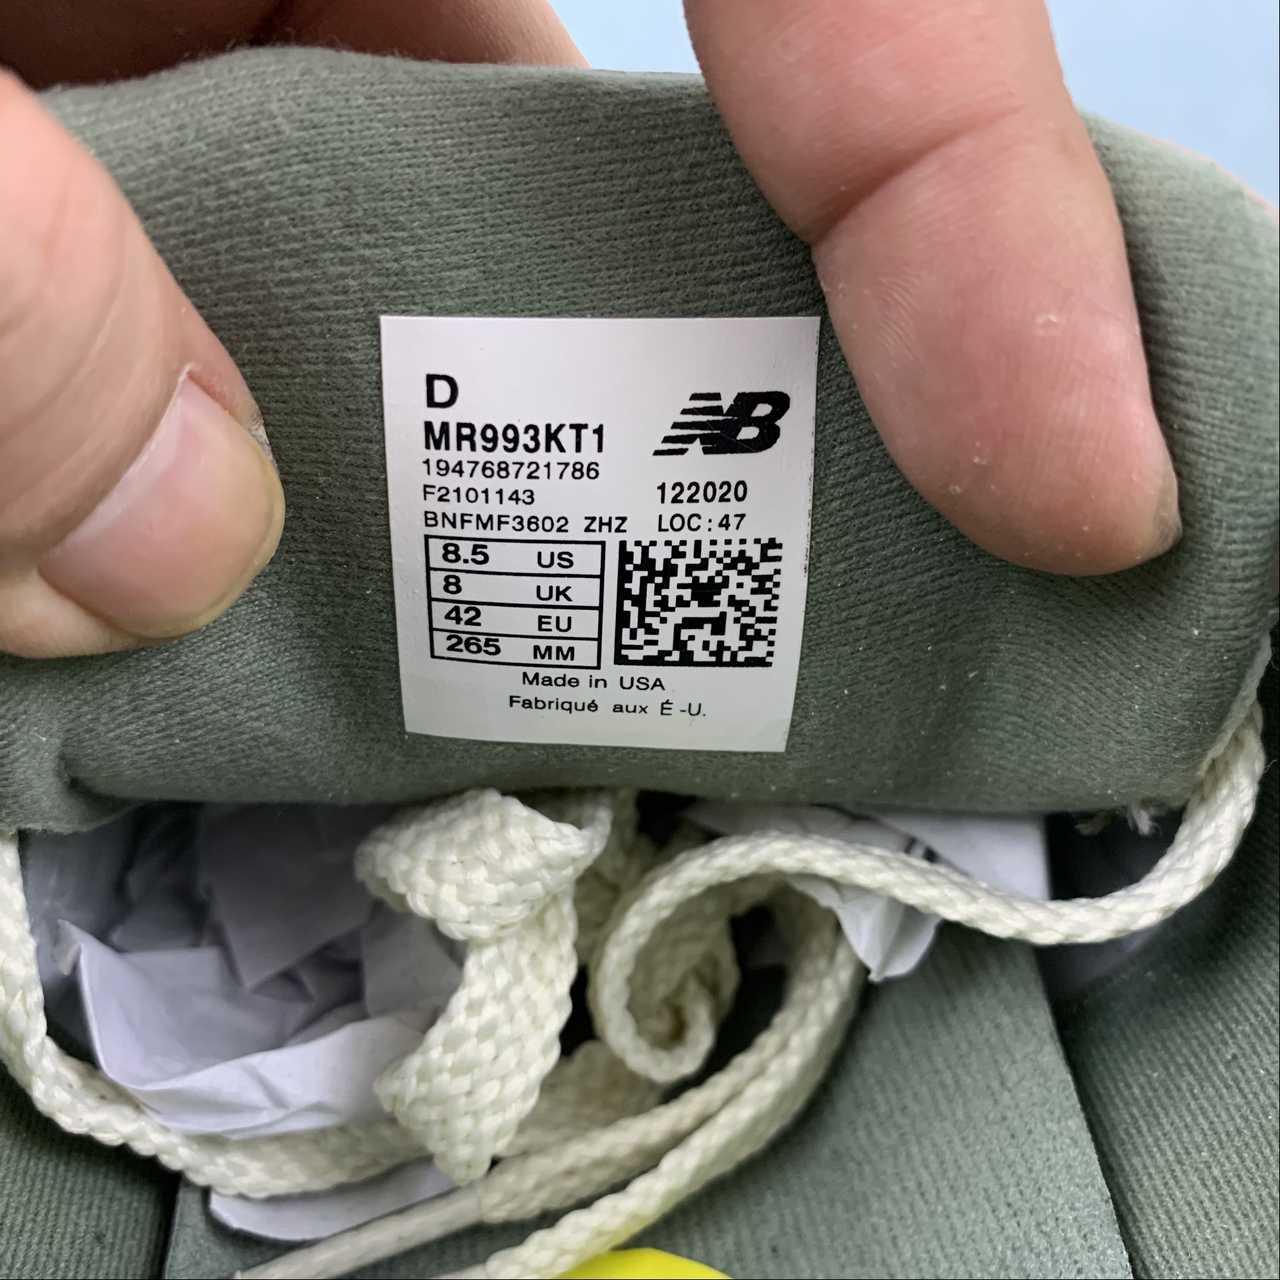 D
MR993KT1
NB
194768721786
F2101143
122020
BNFMF3602 ZHZ LOC:47
8.5 US
8 UK
42 EU
265 MM
Made in USA
Fabriqué aux É-U.